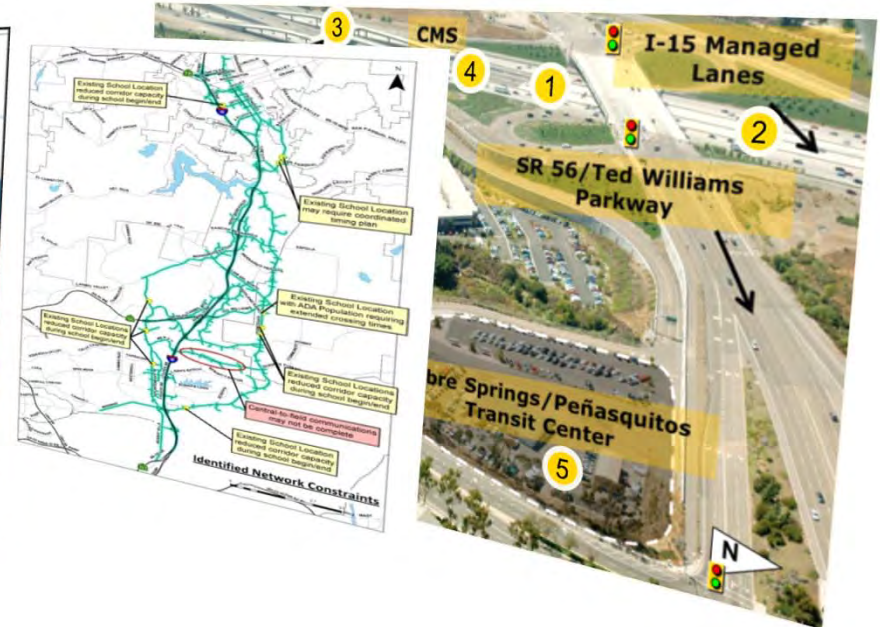 3
CMS
I-15 Managed
Lanes
4
1
2
SR 56/Ted Williams
Parkway
bre Springs/Peñasquitos
Transit Center
5
N
N
Existing School Location
reduced corridor capacity
during school begin/end
Existing School Location
may require coordinated
timing plan
Existing School Location
with ADA Population requiring
extended crossing times
Existing School Locations
reduced corridor capacity
during school begin/end
Existing School Locations
reduced corridor capacity
during school begin/end
Central-to-field communications
may not be complete
Existing School Location
reduced corridor capacity
during school begin/end
Identified Network Constraints